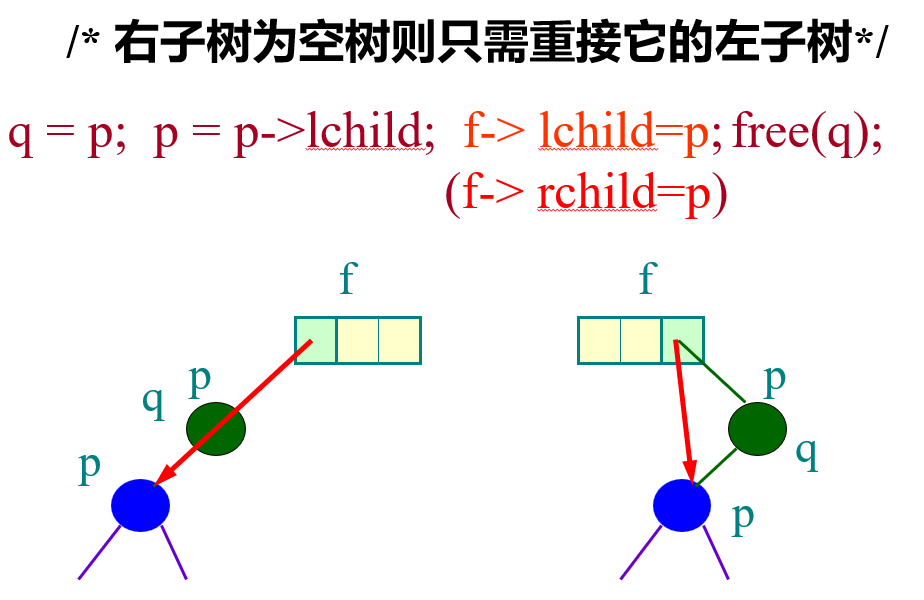 /* 右子树为空树则只需重接它的左子树*/
q = p;  p = p->lchild;  f-> lchild=p; free(q);
(f-> rchild=p)
f
f
p
p
q
q
p
p